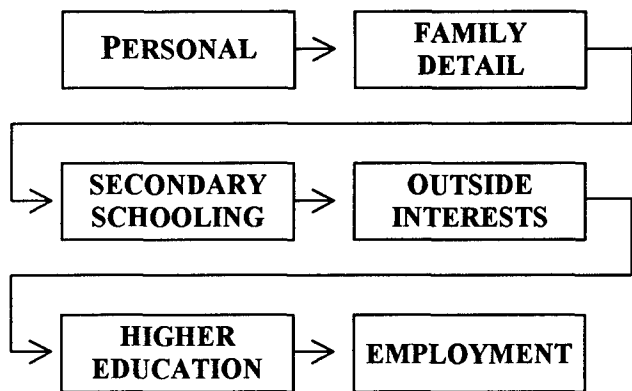 PERSONAL
FAMILY
DETAIL
SECONDARY
SCHOOLING
OUTSIDE
INTERESTS
HIGHER
EDUCATION
EMPLOYMENT